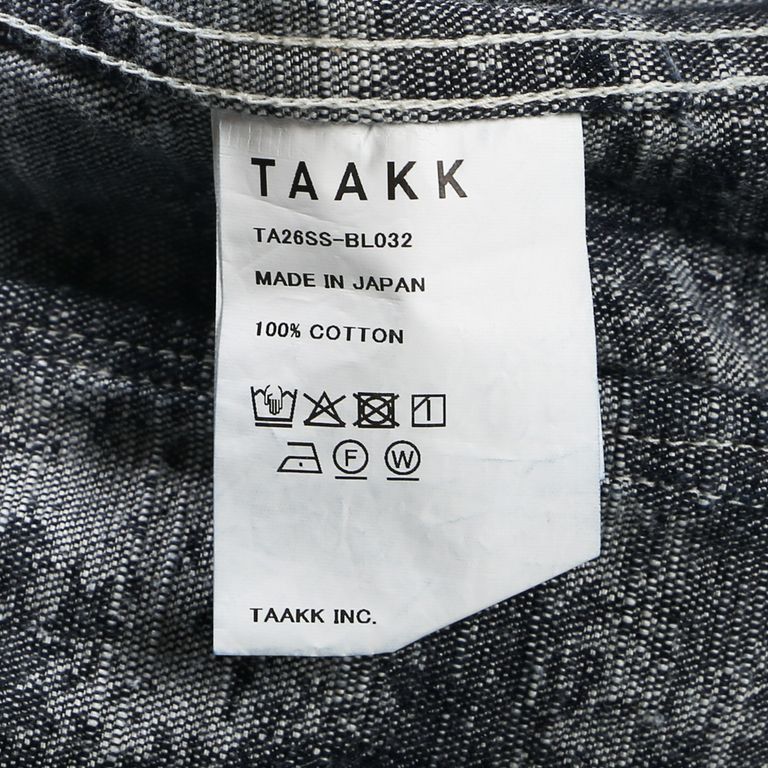 TAAKK
TA26SS-BL032
MADE IN JAPAN
100% COTTON
F W
TAAKK INC.